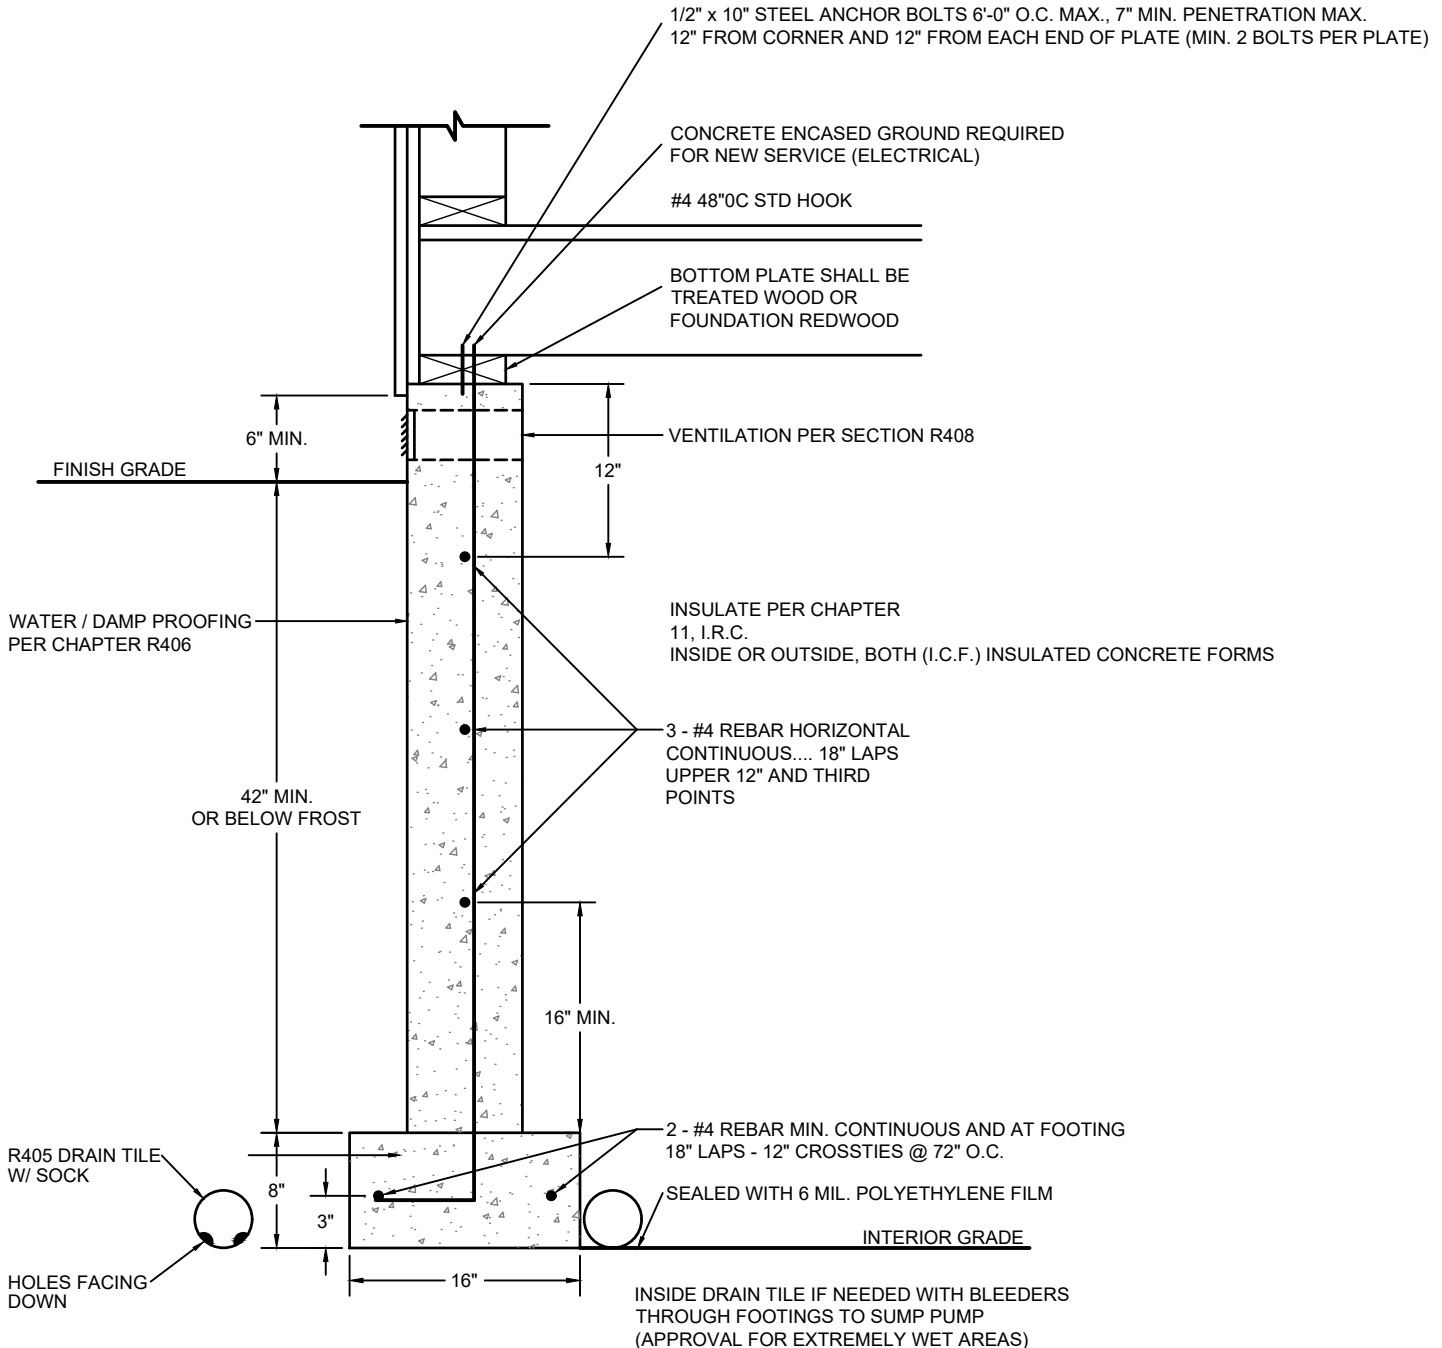 1/2" x 10" STEEL ANCHOR BOLTS 6'-0" O.C. MAX., 7" MIN. PENETRATION MAX.
12" FROM CORNER AND 12" FROM EACH END OF PLATE (MIN. 2 BOLTS PER PLATE)
CONCRETE ENCASED GROUND REQUIRED
FOR NEW SERVICE (ELECTRICAL)
#4 48"0C STD HOOK
BOTTOM PLATE SHALL BE
TREATED WOOD OR
FOUNDATION REDWOOD
6" MIN.
VENTILATION PER SECTION R408
12"
FINISH GRADE
WATER / DAMP PROOFING
PER CHAPTER R406
INSULATE PER CHAPTER
11, I.R.C.
INSIDE OR OUTSIDE, BOTH (I.C.F.) INSULATED CONCRETE FORMS
3 - #4 REBAR HORIZONTAL
CONTINUOUS.... 18" LAPS
UPPER 12" AND THIRD
POINTS
42" MIN.
OR BELOW FROST
16" MIN.
2 - #4 REBAR MIN. CONTINUOUS AND AT FOOTING
18" LAPS - 12" CROSSTIES @ 72" O.C.
R405 DRAIN TILE
W/ SOCK
8"
3"
SEALED WITH 6 MIL. POLYETHYLENE FILM
INTERIOR GRADE
HOLES FACING
DOWN
16"
INSIDE DRAIN TILE IF NEEDED WITH BLEEDERS
THROUGH FOOTINGS TO SUMP PUMP
(APPROVAL FOR EXTREMELY WET AREAS)